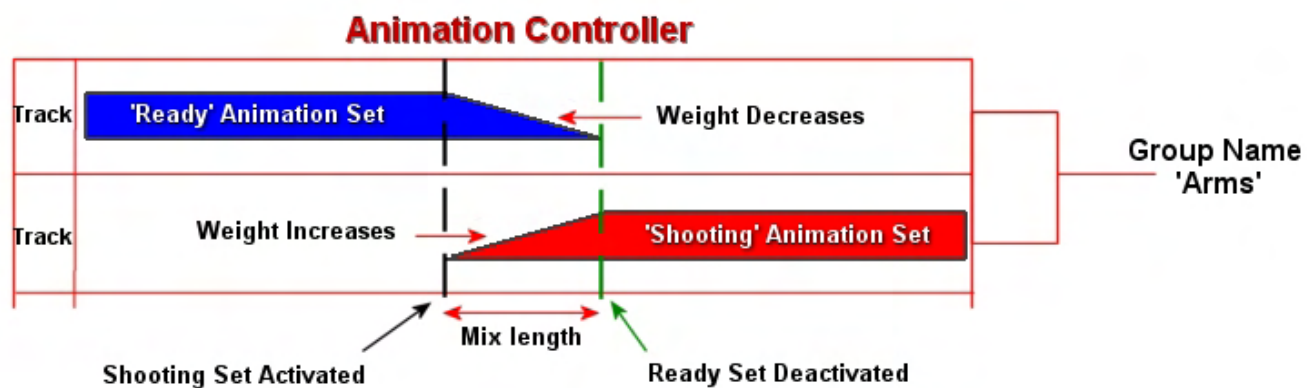 Animation Controller
Track
'Ready' Animation Set
Weight Decreases
Group Name
'Arms'
Track
Weight Increases
'Shooting' Animation Set
Mix length
Shooting Set Activated
Ready Set Deactivated